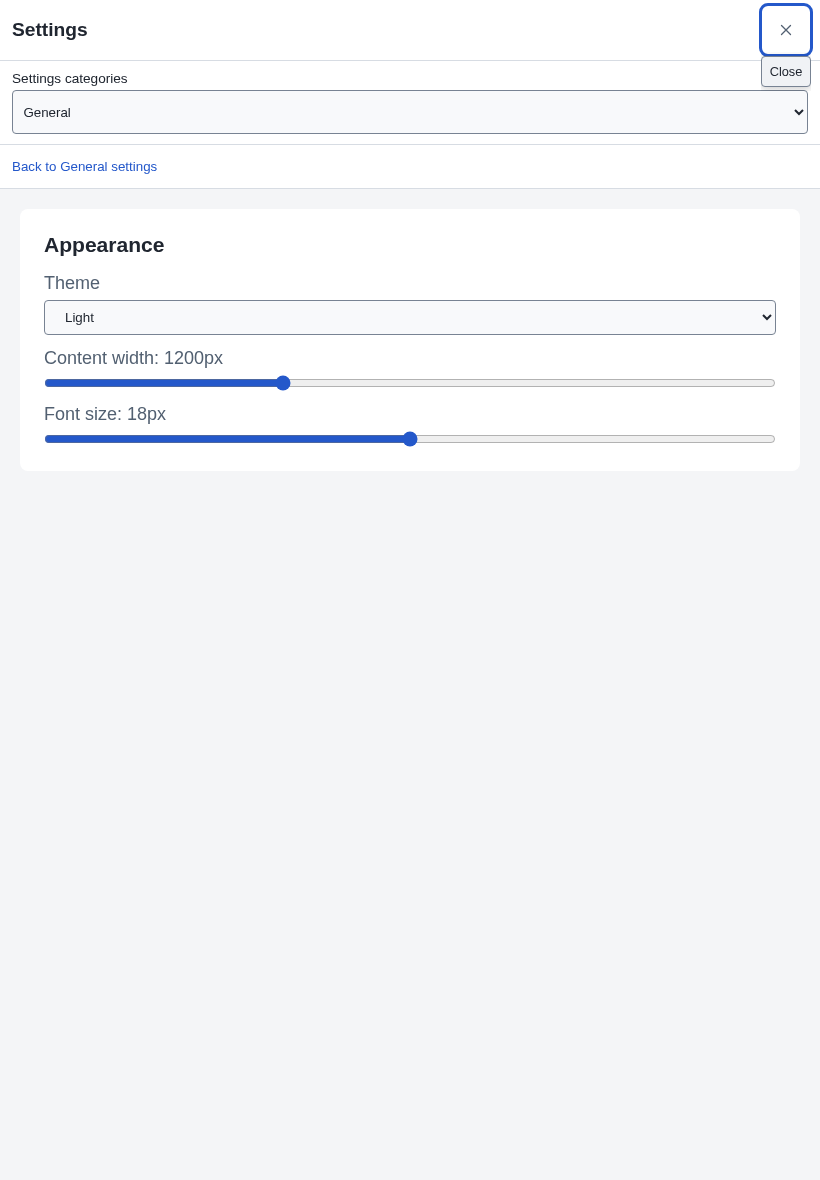 Settings
Close
Settings categories
General
Back to General settings
Appearance
Theme
Light
Content width: 1200px
Font size: 18px